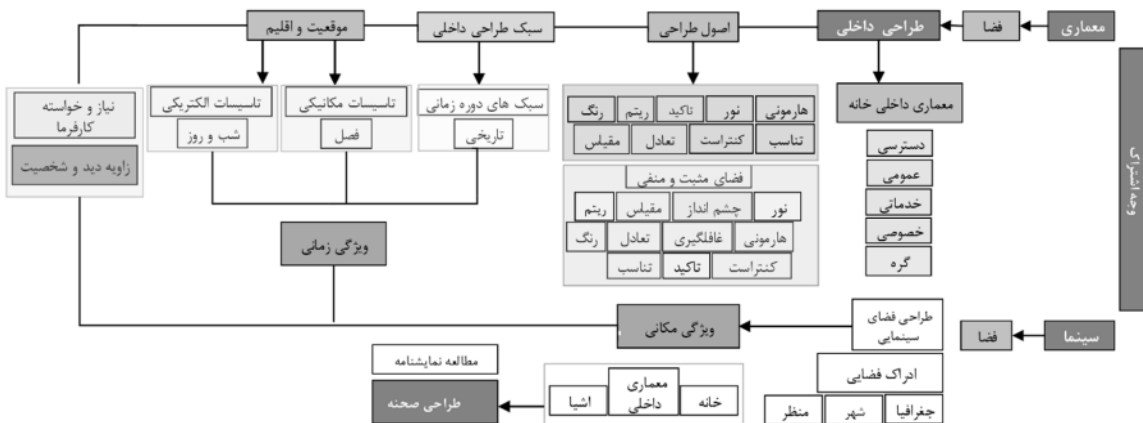 معماری
فضا
طراحی داخلی
اصول طراحی
سبک طراحی داخلی
موقعیت و اقلیم
معماری داخلی خانه
دسترسی
عمومی
خدماتی
خصوصی
گره
هارمونی نور تاکید ریتم رنگ
تناسب کنتراست تعادل مقیاس
فضای مثبت و منفی
نور چشم انداز مقیاس ریتم
هارمونی غافلگیری تعادل رنگ
کنتراست تاکید تناسب
سبک های دوره زمانی
تاریخی
تاسیسات مکانیکی
فصل
تاسیسات الکتریکی
شب و روز
نیاز و خواسته
کارفرما
زاویه دید و شخصیت
ویژگی زمانی
وجه اشتراک
سینما
فضا
طراحی فضای
سینمایی
ویژگی مکانی
ادراک فضایی
جغرافیا شهر منظر
خانه
معماری
داخلی
اشیا
مطالعه نمایشنامه
طراحی صحنه